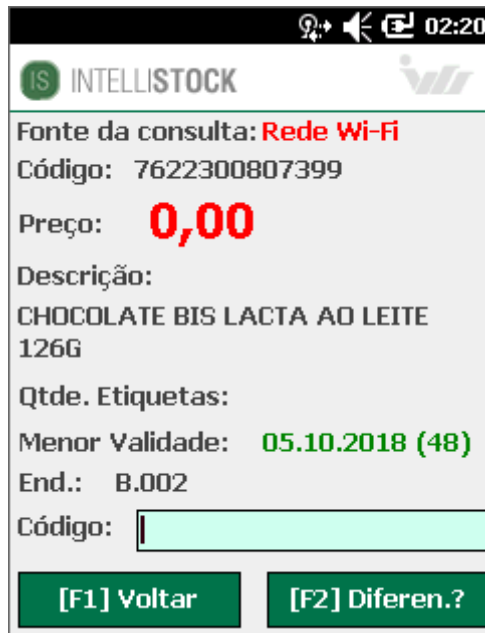 02:20
IS INTELLISTOCK
Fonte da consulta: Rede Wi-Fi
Código: 7622300807399
Preço: 0,00
Descrição:
CHOCOLATE BIS LACTA AO LEITE
126G
Qtde. Etiquetas:
Menor Validade: 05.10.2018 (48)
End.: B.002
Código:
[F1] Voltar [F2] Diferen.?